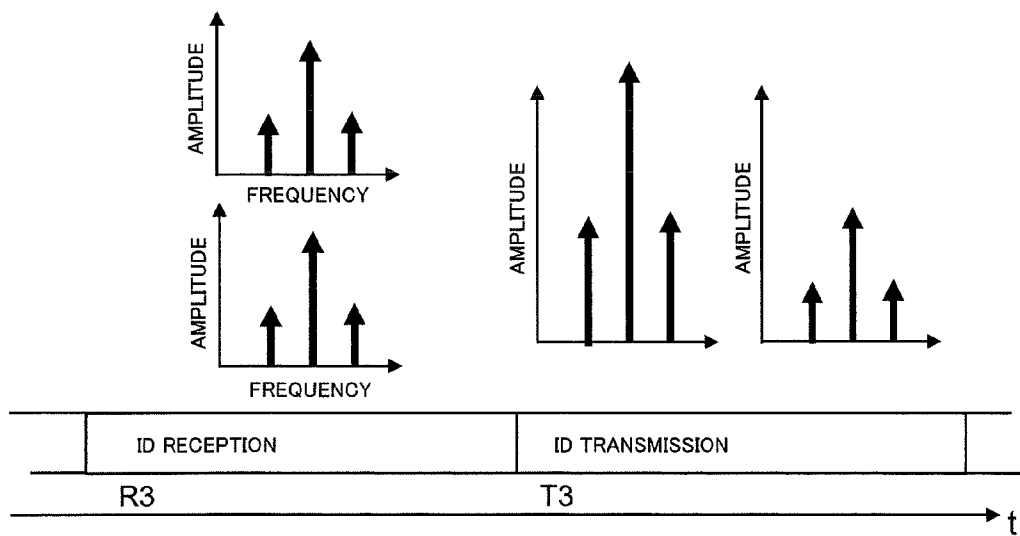 AMPLITUDE
FREQUENCY
AMPLITUDE
FREQUENCY
AMPLITUDE
AMPLITUDE
ID RECEPTION
ID TRANSMISSION
R3
T3
t